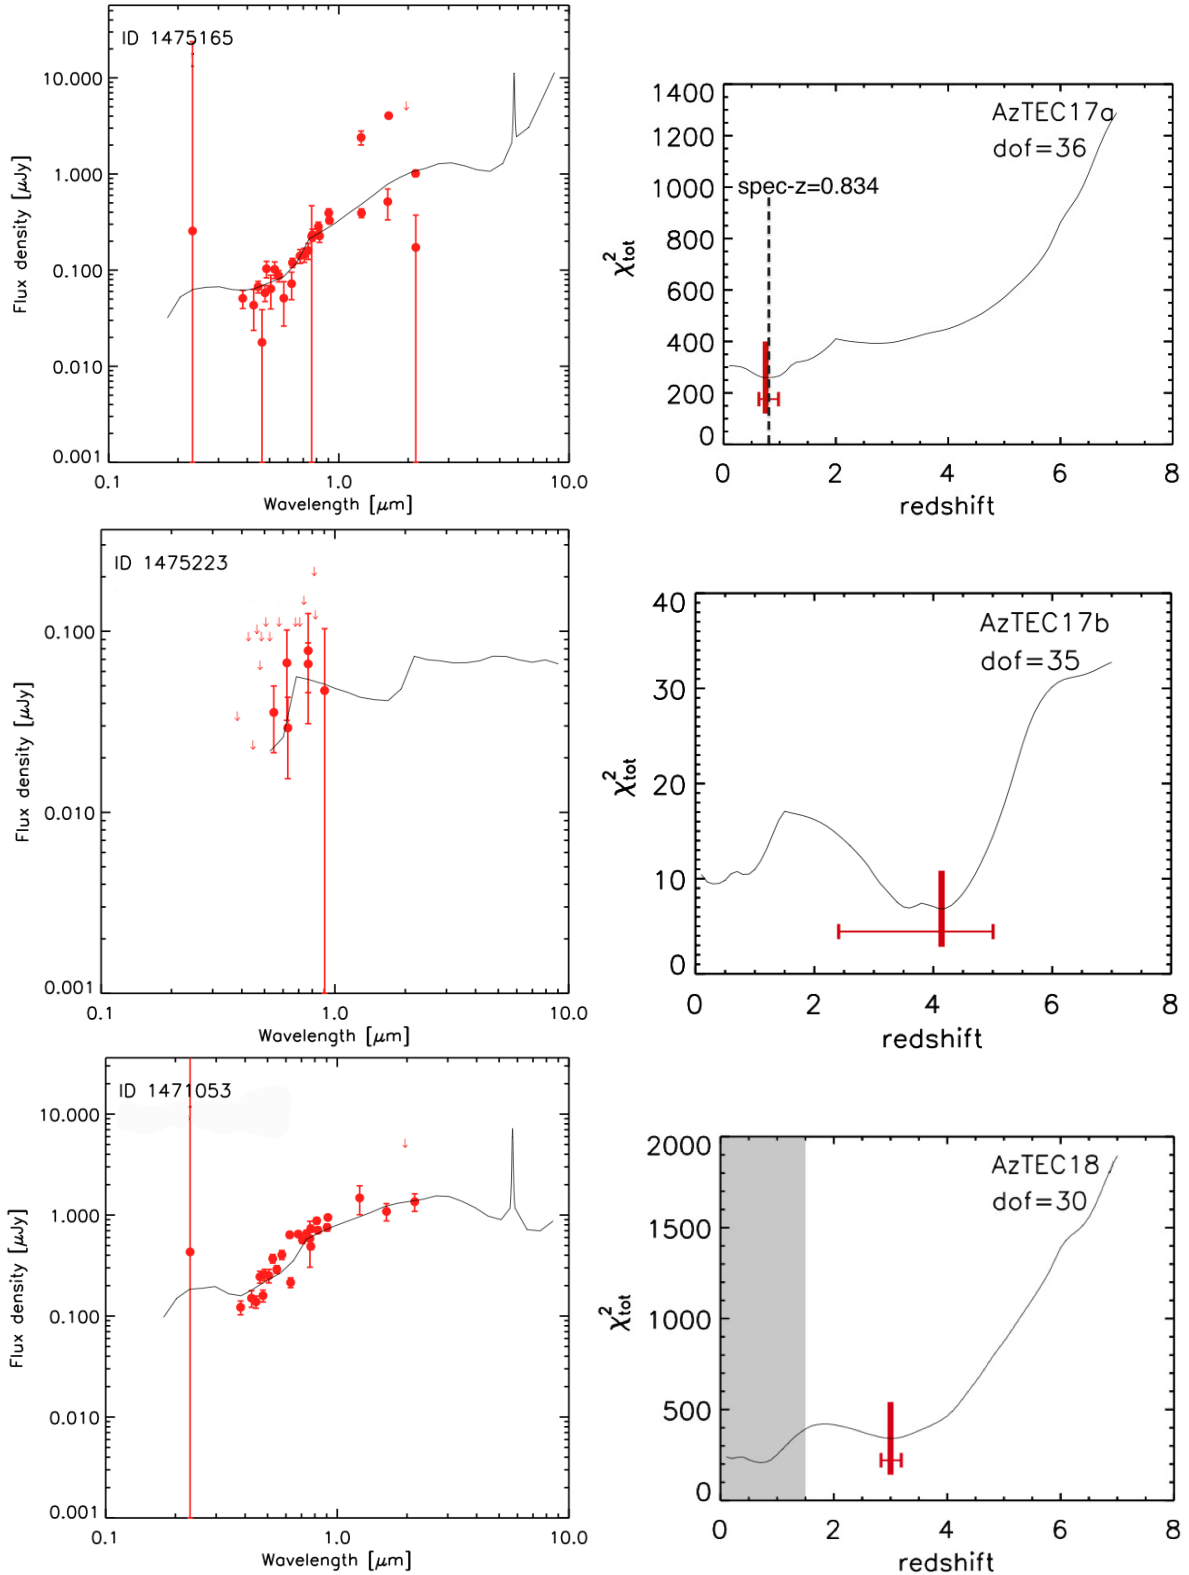 ID 1475165
10.000
1.000
0.100
0.010
0.001
Flux density [μJy]
0.1 1.0 10.0
Wavelength [μm]
1400
1200
1000
800
600
400
200
0
χ²tot
AzTEC17a
dof=36
spec-z=0.834
0 2 4 6 8
redshift
ID 1475223
0.100
0.010
0.001
Flux density [μJy]
0.1 1.0 10.0
Wavelength [μm]
40
30
20
10
0
χ²tot
AzTEC17b
dof=35
0 2 4 6 8
redshift
ID 1471053
10.000
1.000
0.100
0.010
0.001
Flux density [μJy]
0.1 1.0 10.0
Wavelength [μm]
2000
1500
1000
500
0
χ²tot
AzTEC18
dof=30
0 2 4 6 8
redshift